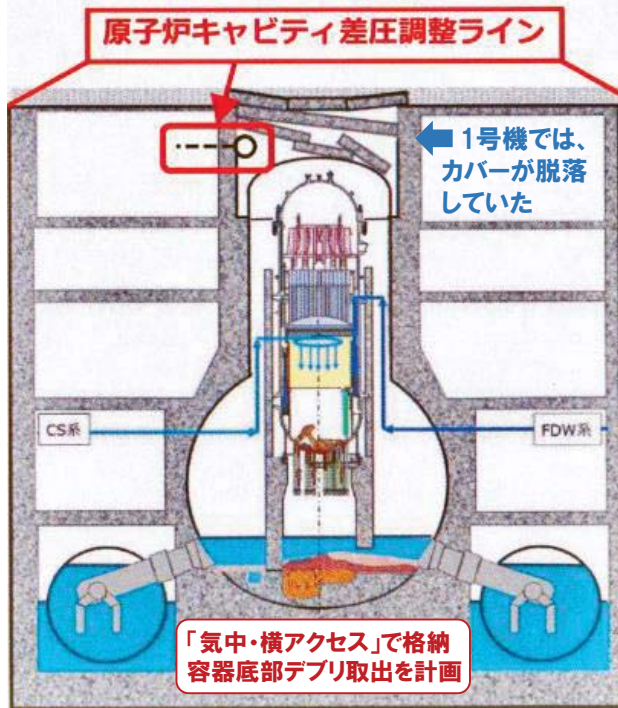 原子炉キャビティ差圧調整ライン
1号機では、
カバーが脱落
していた
CS系
FDW系
「気中・横アクセス」で格納
容器底部デブリ取出を計画